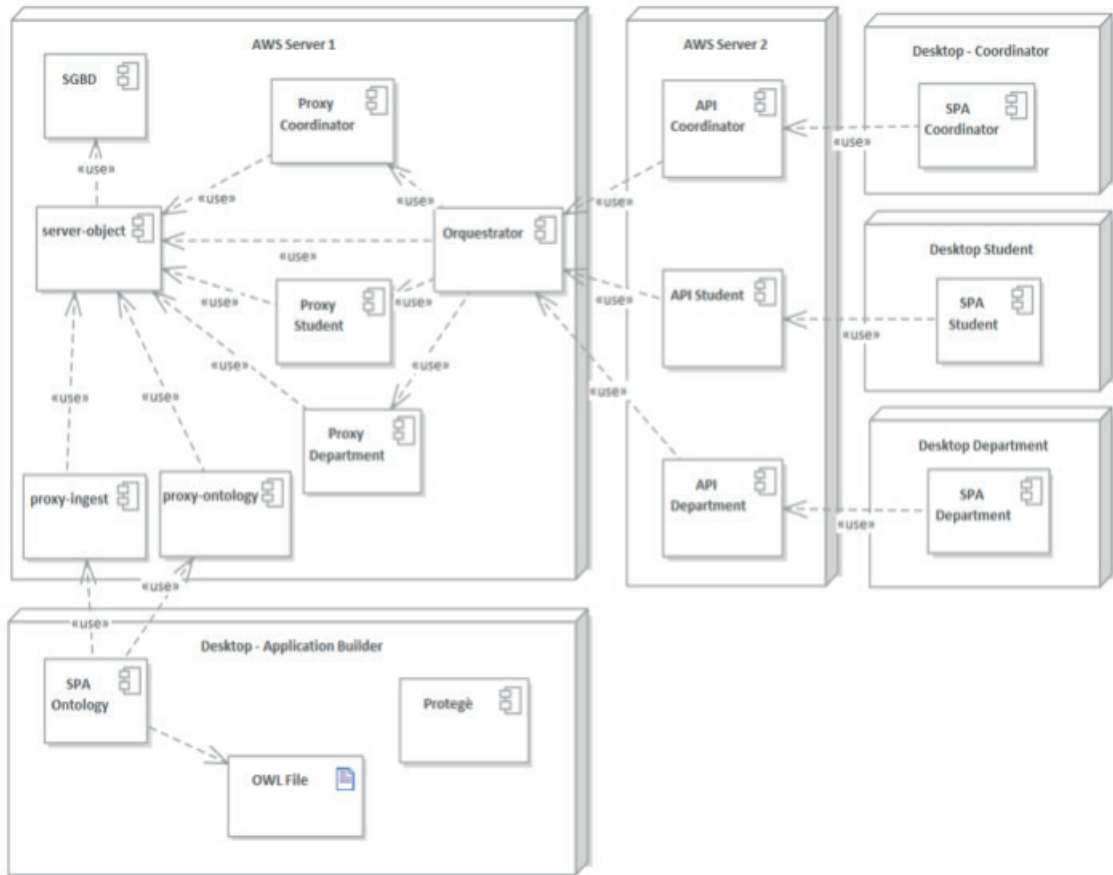 AWS Server 1
SGBD
Proxy
Coordinator
«use»
«use»
«use»
server-object
Orquestrator
«use»
«use»
«use»
Proxy
Student
«use»
«use»
«use»
«use»
Proxy
Department
proxy-ingest
proxy-ontology
AWS Server 2
API
Coordinator
«use»
«use»
API Student
«use»
«use»
«use»
API
Department
«use»
Desktop - Coordinator
SPA
Coordinator
Desktop Student
SPA
Student
Desktop Department
SPA
Department
«use»
«use»
Desktop - Application Builder
SPA
Ontology
Protegè
OWL File